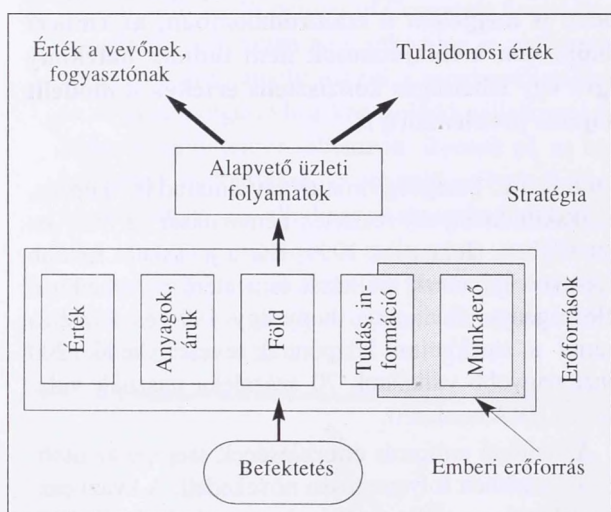 Érték a vevőnek,
fogyasztónak
Tulajdonosi érték
Alapvető üzleti
folyamatok
Stratégia
Érték
Anyagok,
áruk
Föld
Tudás, in
formáció
Munkaerő
Erőforrások
Befektetés
Emberi erőforrás